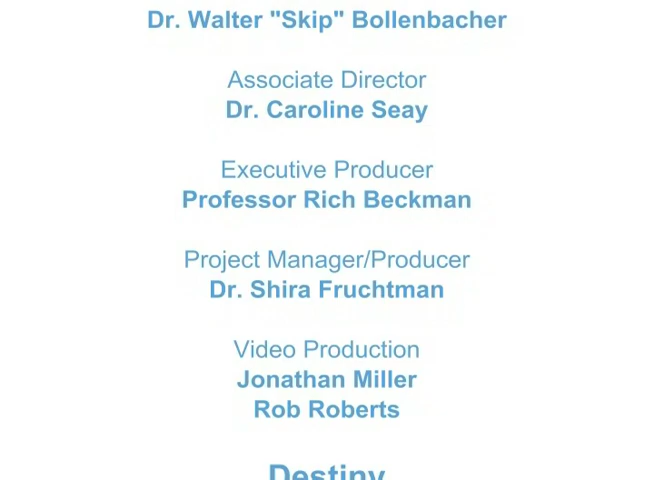 Dr. Walter "Skip" Bollenbacher
Associate Director
Dr. Caroline Seay
Executive Producer
Professor Rich Beckman
Project Manager/Producer
Dr. Shira Fruchtman
Video Production
Jonathan Miller
Rob Roberts
Destiny